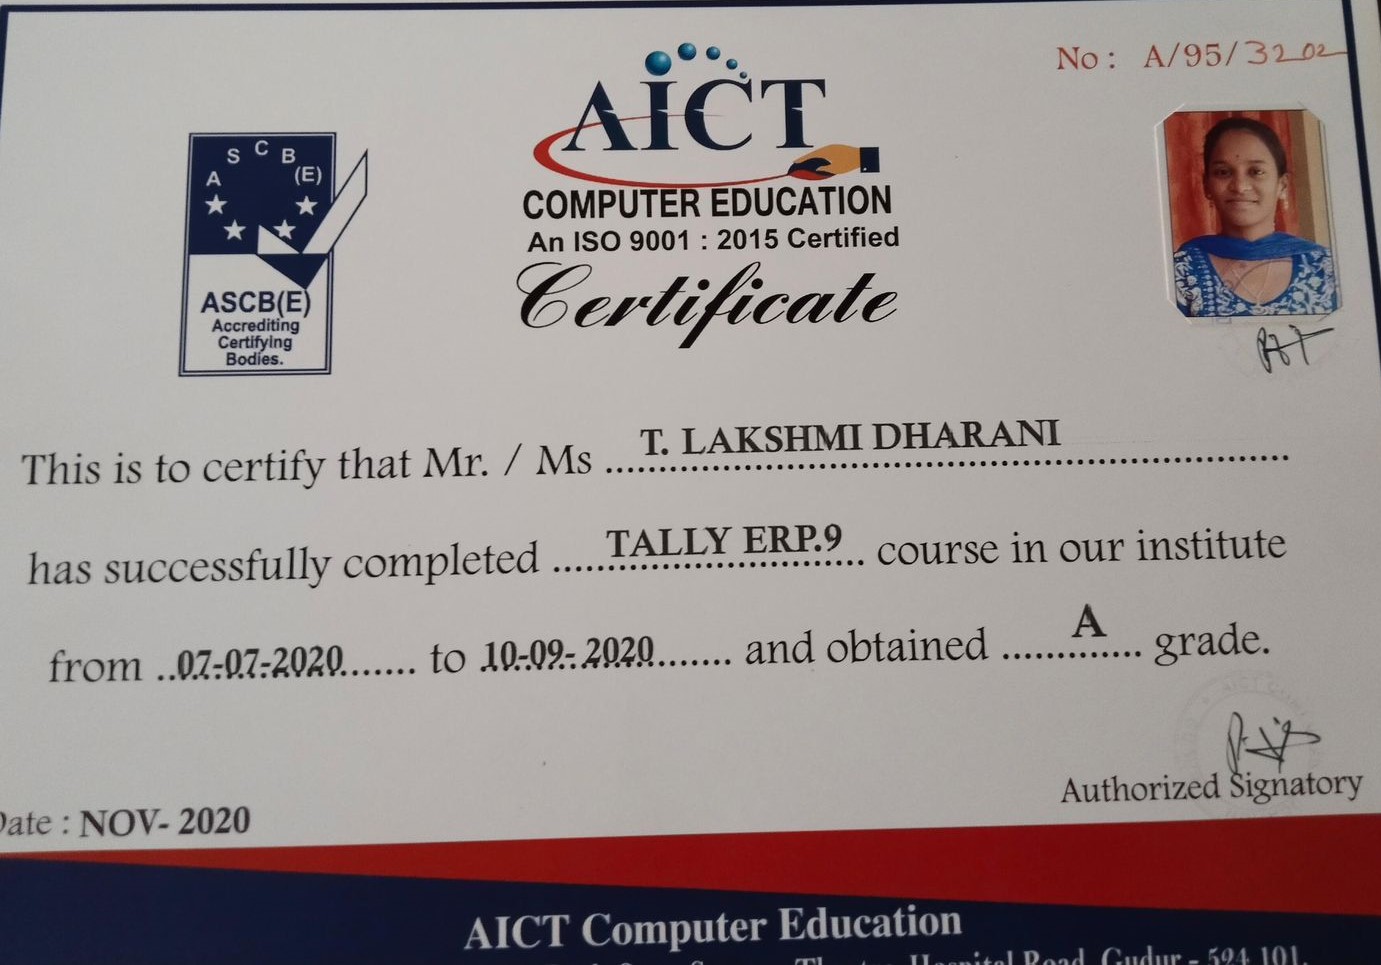 No : A/95/3202
AICT
COMPUTER EDUCATION
An ISO 9001 : 2015 Certified
Certificate
A S C B (E)
ASCB(E)
Accrediting
Certifying
Bodies.
This is to certify that Mr. / Ms T. LAKSHMI DHARANI
has successfully completed TALLY ERP.9 course in our institute
from 07-07-2020 to 10-09-2020 and obtained A grade.
Date : NOV- 2020
Authorized Signatory
AICT Computer Education
Hospital Road, Gudur - 524 101.